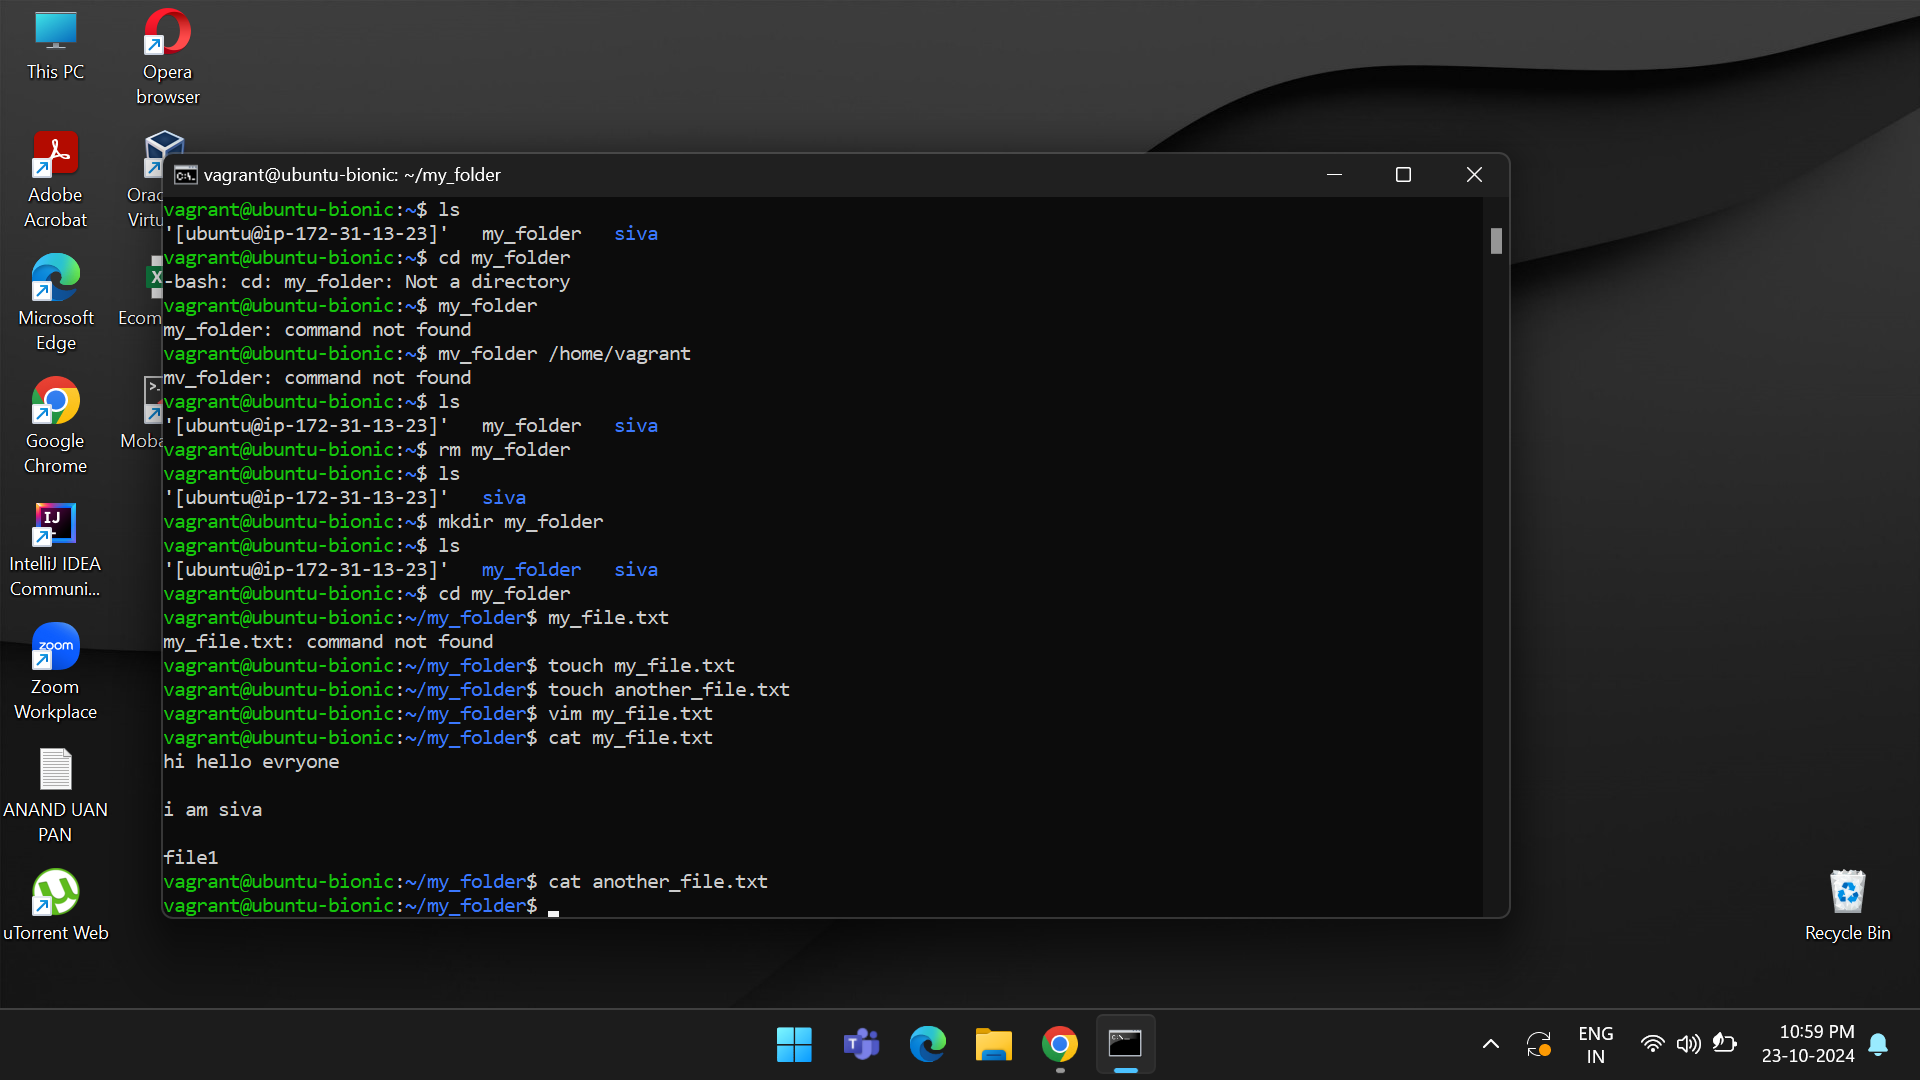 This PC
Opera
browser
Adobe
Acrobat
Orac
Virtu
Microsoft
Edge
Ecom
Google
Chrome
Moba
IntelliJ IDEA
Communi...
zoom
Zoom
Workplace
ANAND UAN
PAN
uTorrent Web
vagrant@ubuntu-bionic: ~/my_folder
vagrant@ubuntu-bionic:~$ ls
'[ubuntu@ip-172-31-13-23]'   my_folder   siva
vagrant@ubuntu-bionic:~$ cd my_folder
-bash: cd: my_folder: Not a directory
vagrant@ubuntu-bionic:~$ my_folder
my_folder: command not found
vagrant@ubuntu-bionic:~$ mv_folder /home/vagrant
mv_folder: command not found
vagrant@ubuntu-bionic:~$ ls
'[ubuntu@ip-172-31-13-23]'   my_folder   siva
vagrant@ubuntu-bionic:~$ rm my_folder
vagrant@ubuntu-bionic:~$ ls
'[ubuntu@ip-172-31-13-23]'   siva
vagrant@ubuntu-bionic:~$ mkdir my_folder
vagrant@ubuntu-bionic:~$ ls
'[ubuntu@ip-172-31-13-23]'   my_folder   siva
vagrant@ubuntu-bionic:~$ cd my_folder
vagrant@ubuntu-bionic:~/my_folder$ my_file.txt
my_file.txt: command not found
vagrant@ubuntu-bionic:~/my_folder$ touch my_file.txt
vagrant@ubuntu-bionic:~/my_folder$ touch another_file.txt
vagrant@ubuntu-bionic:~/my_folder$ vim my_file.txt
vagrant@ubuntu-bionic:~/my_folder$ cat my_file.txt
hi hello evryone
i am siva
file1
vagrant@ubuntu-bionic:~/my_folder$ cat another_file.txt
vagrant@ubuntu-bionic:~/my_folder$
Recycle Bin
ENG
IN
10:59 PM
23-10-2024